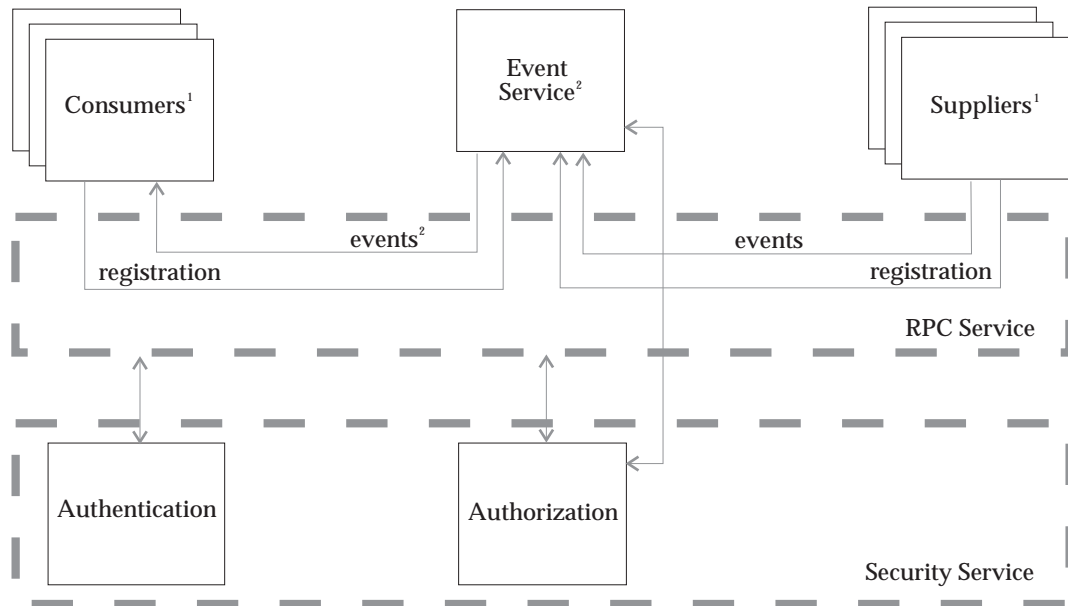 Consumers¹
Event
Service²
Suppliers¹
events²
events
registration
registration
RPC Service
Authentication
Authorization
Security Service